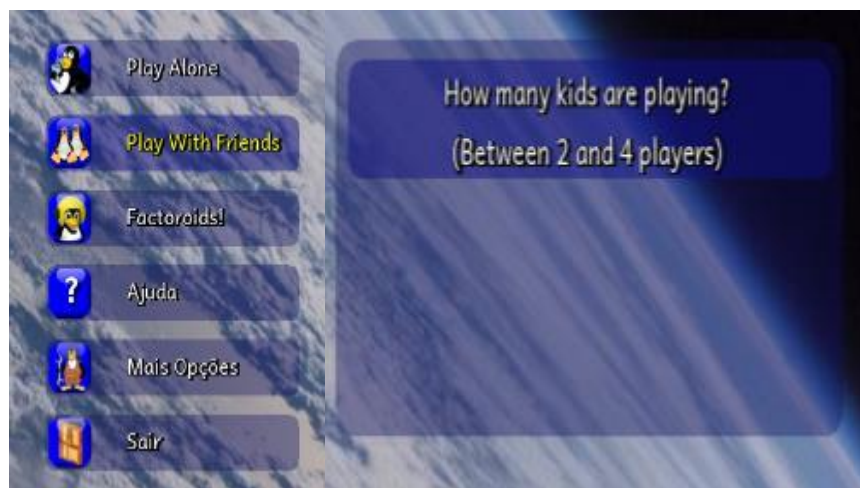 Play Alone
Play With Friends
Factoroids!
?
Ajuda
Mais Opções
Sair
How many kids are playing?
(Between 2 and 4 players)